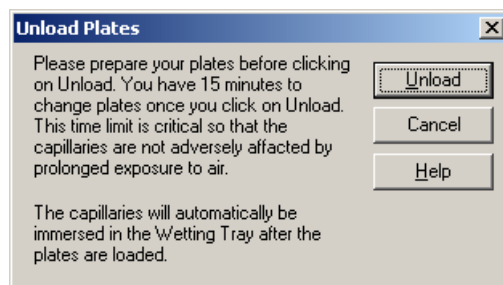 Unload Plates
Please prepare your plates before clicking
on Unload. You have 15 minutes to
change plates once you click on Unload.
This time limit is critical so that the
capillaries are not adversely affected by
prolonged exposure to air.
The capillaries will automatically be
immersed in the Wetting Tray after the
plates are loaded.
Unload
Cancel
Help